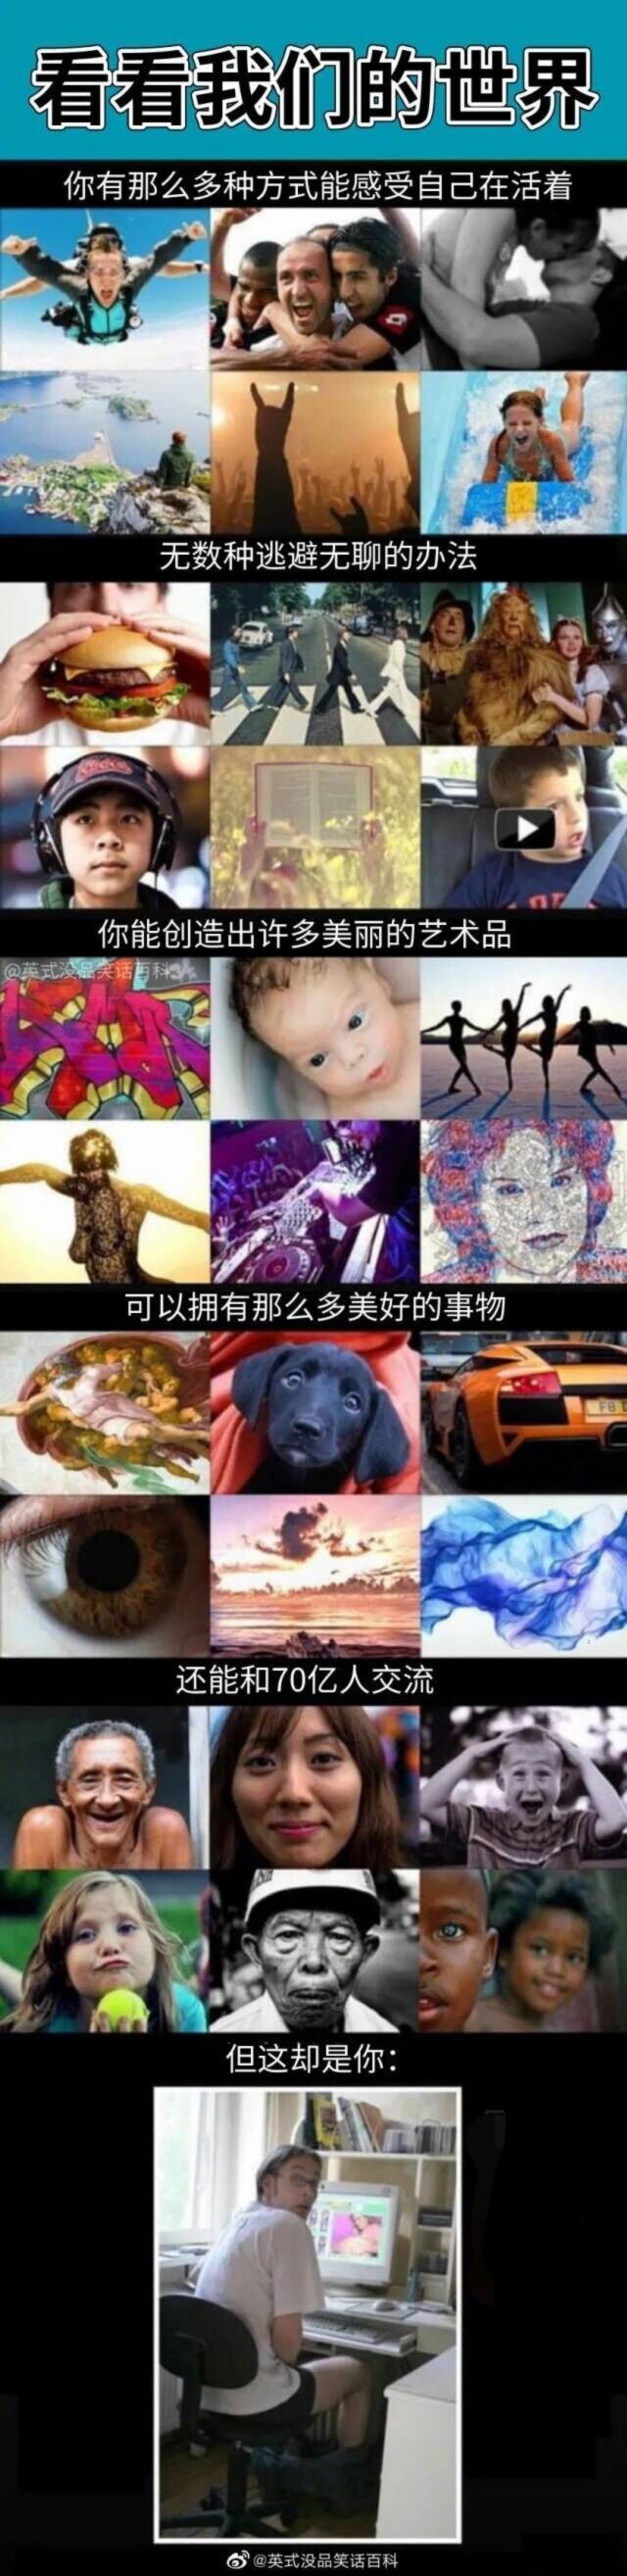 看看我们的世界
你有那么多种方式能感受自己在活着
无数种逃避无聊的办法
你能创造出许多美丽的艺术品
@英式没品笑话百科
可以拥有那么多美好的事物
还能和70亿人交流
但这却是你：
@英式没品笑话百科